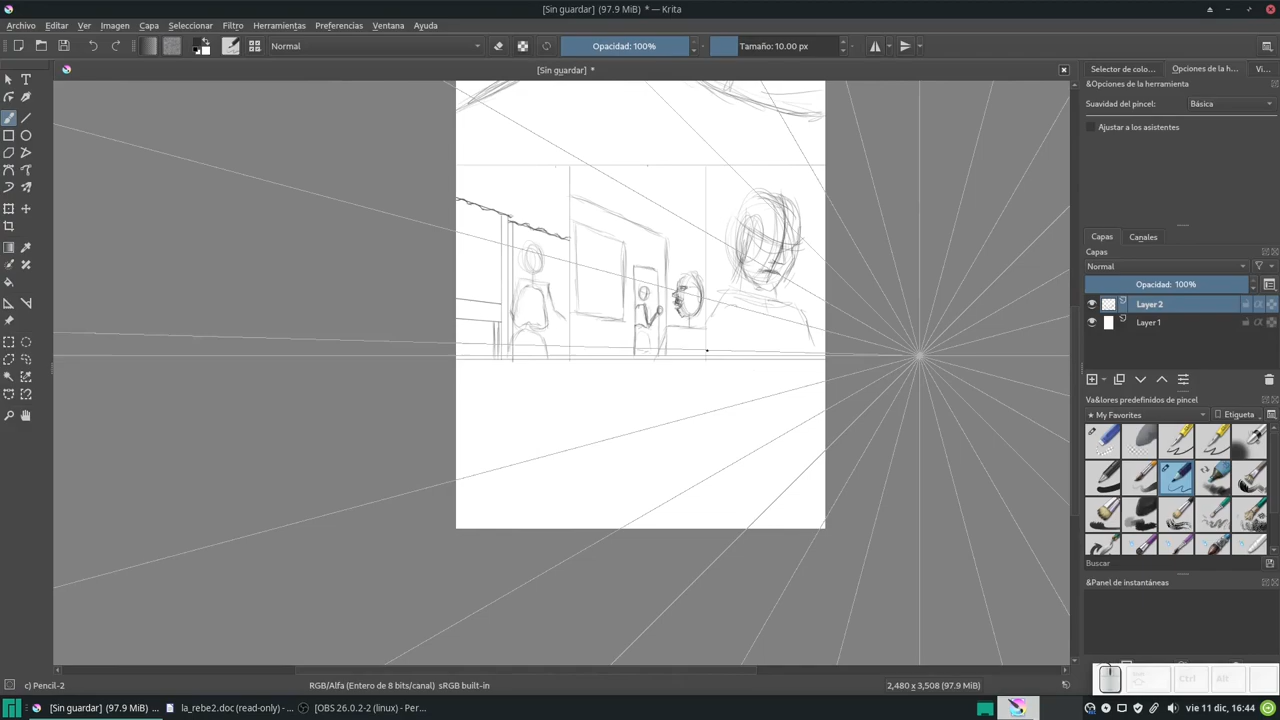 [Sin guardar] (97.9 MiB) * — Krita
Archivo Editar Ver Imagen Capa Seleccionar Filtro Herramientas Preferencias Ventana Ayuda
Normal Opacidad: 100% Tamaño: 10.00 px
[Sin guardar] *
Selector de colo... Opciones de la h... Vi...
&Opciones de la herramienta
Suavidad del pincel: Básica
Ajustar a los asistentes
Capas Canales
Capas
Normal
Opacidad: 100%
Layer 2
Layer 1
Va&lores predefinidos de pincel
★ My Favorites Etiqueta
Buscar
&Panel de instantáneas
c) Pencil-2 RGB/Alfa (Entero de 8 bits/canal) sRGB built-in 2,480 x 3,508 (97.9 MiB)
Ctrl Alt
[Sin guardar] (97.9 MiB) *... la_rebe2.doc (read-only) - ... OBS 26.0.2-2 (linux) - Per... vie 11 dic, 16:44